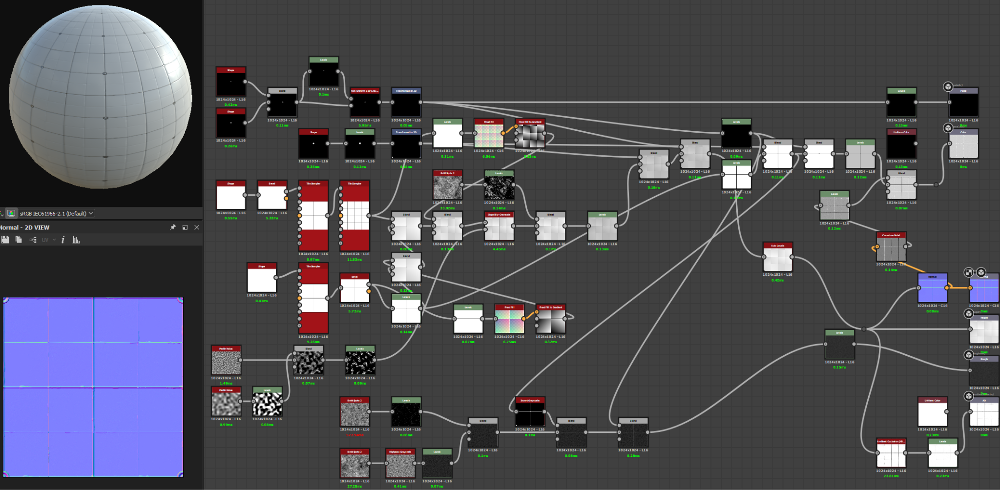 sRGB IEC61966-2.1 (Default)
Normal - 2D VIEW
UV
Levels
1024x1024 - L16
0.1ms
Shape
1024x1024 - L16
0.42ms
Blend
1024x1024 - L16
0.11ms
Non Uniform Blur Gray...
1024x1024 - L16
5.95ms
Transformation 2D
1024x1024 - L16
0.09ms
Levels
1024x1024 - L16
0.15ms
Metal
1024x1024 - L16
0ms
Shape
1024x1024 - L16
0.26ms
Shape
1024x1024 - L16
0.35ms
Levels
1024x1024 - L16
0.12ms
Transformation 2D
1024x1024 - L16
Levels
1024x1024 - L16
0.11ms
Flood Fill
1024x1024 - C16
6.06ms
Flood Fill to Gradient
Blend
1024x1024 - L16
0.16ms
Blend
1024x1024 - L16
Levels
1024x1024 - L16
0.09ms
Levels
1024x1024 - L16
Blend
1024x1024 - L16
0.11ms
Blend
1024x1024 - L16
0.12ms
Levels
1024x1024 - L16
0.12ms
Uniform Color
1024x1024 - L16
0.13ms
Color
1024x1024 - L16
0ms
Blend
1024x1024 - L16
0.07ms
Shape
1024x1024 - L16
0.55ms
Bevel
1024x1024 - L16
5.32ms
Tile Sampler
1024x1024 - L16
8.97ms
Tile Sampler
1024x1024 - L16
11.83ms
BnW Spots 2
1024x1024 - L16
33.92ms
Levels
1024x1024 - L16
0.14ms
Blend
1024x1024 - L16
Blend
1024x1024 - L16
Slope Blur Grayscale
1024x1024 - L16
4.45ms
Blend
1024x1024 - L16
0.1ms
Levels
1024x1024 - L16
0.13ms
Levels
1024x1024 - L16
0.12ms
Curvature Sobel
1024x1024 - L16
0.14ms
Auto Levels
1024x1024 - L16
0.42ms
Shape
1024x1024 - L16
0.47ms
Tile Sampler
1024x1024 - L16
9.26ms
Bevel
1024x1024 - L16
5.72ms
Blend
1024x1024 - L16
Levels
1024x1024 - L16
0.14ms
Levels
1024x1024 - L16
0.07ms
Flood Fill
1024x1024 - C16
6.75ms
Flood Fill to Gradient
1024x1024 - L16
0.32ms
Normal
1024x1024 - C16
0.08ms
1024x1024 - C16
0ms
Height
1024x1024 - L16
Levels
1024x1024 - L16
0.15ms
Rough
1024x1024 - L16
0ms
Perlin Noise
1024x1024 - L16
1.49ms
Blend
1024x1024 - L16
0.07ms
Levels
1024x1024 - L16
0.09ms
Perlin Noise
1024x1024 - L16
0.99ms
Levels
1024x1024 - L16
0.08ms
BnW Spots 2
1024x1024 - L16
Levels
1024x1024 - L16
0.06ms
Blend
1024x1024 - L16
0.1ms
Invert Grayscale
1024x1024 - L16
0.1ms
Blend
1024x1024 - L16
0.08ms
Blend
1024x1024 - L16
0.28ms
Uniform Color
1024x1024 - L16
0.23ms
AO
1024x1024 - L16
0ms
BnW Spots 2
1024x1024 - L16
27.28ms
Highpass Grayscale
1024x1024 - L16
0.41ms
Levels
1024x1024 - L16
0.07ms
Ambient Occlusion (HB...
1024x1024 - L16
23.81ms
Levels
1024x1024 - L16
0.23ms